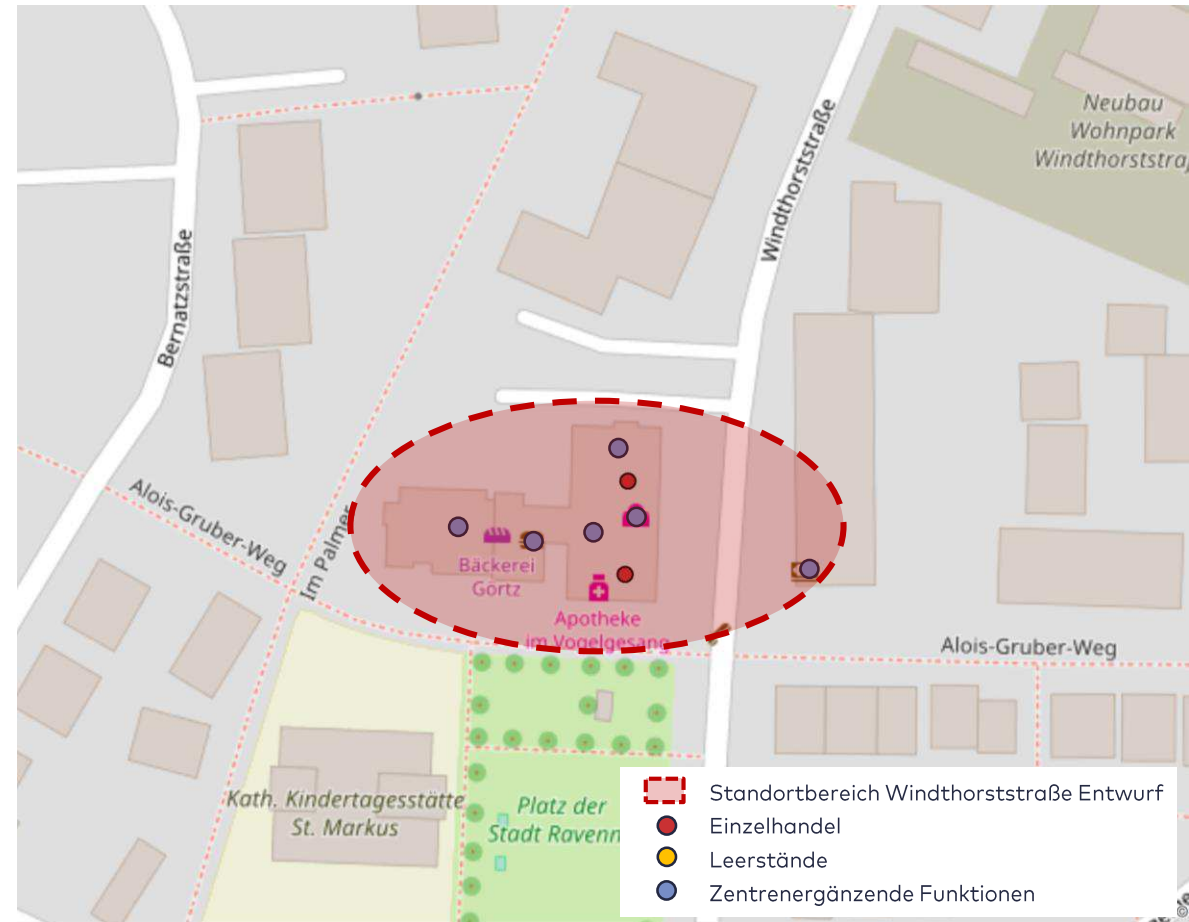 Neubau
Wohnpark
Windthorststra
Windthorststraße
Bernatzstraße
Alois-Gruber-Weg
Im Palmer
Bäckerei
Görtz
Apotheke
im Vogelgesang
Alois-Gruber-Weg
Kath. Kindertagesstätte
St. Markus
Platz der
Stadt Ravenn
Standortbereich Windthorststraße Entwurf
Einzelhandel
Leerstände
Zentrenergänzende Funktionen